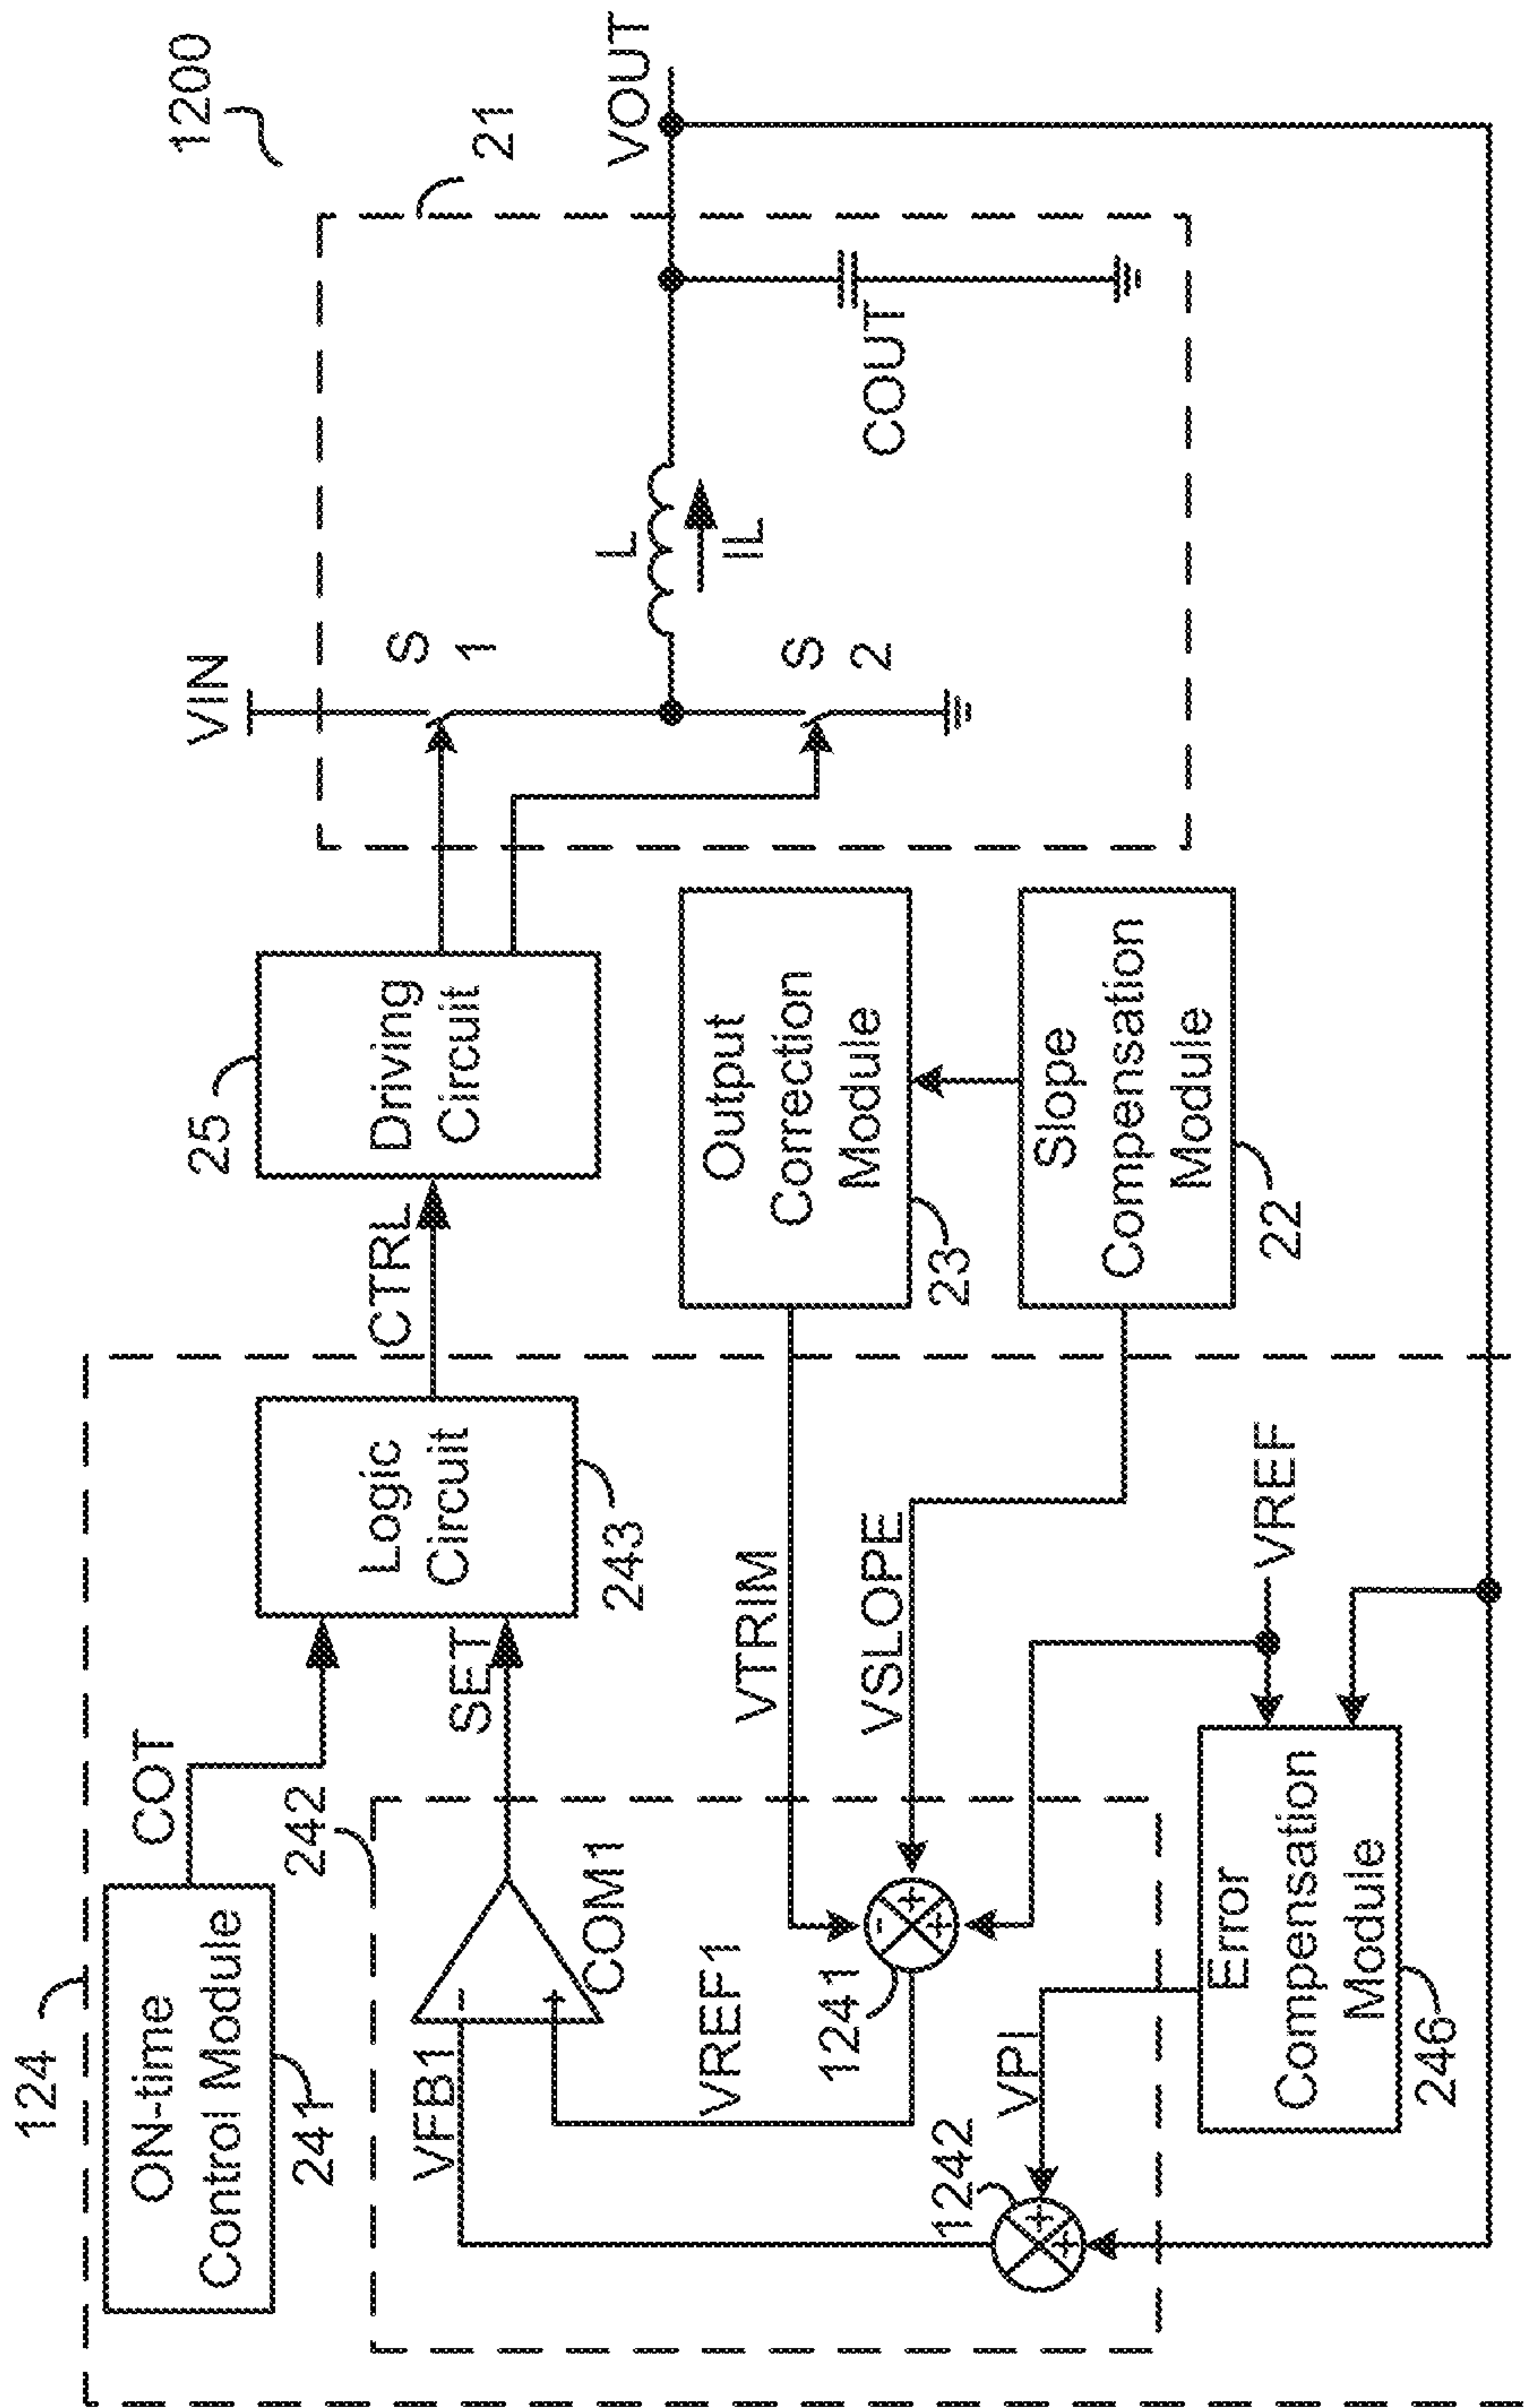 1200
124
ON-time
Control Module
241
COT
242
Logic
Circuit
243
SET
CTRL
25
Driving
Circuit
VIN
S
1
S
2
L
IL
COUT
21
VOUT
VFB1
-
+
COM1
VREF1
VTRIM
VSLOPE
-
+
+
1241
Output
Correction
Module
23
Slope
Compensation
Module
22
VREF
VPI
1242
+
+
Error
Compensation
Module
246